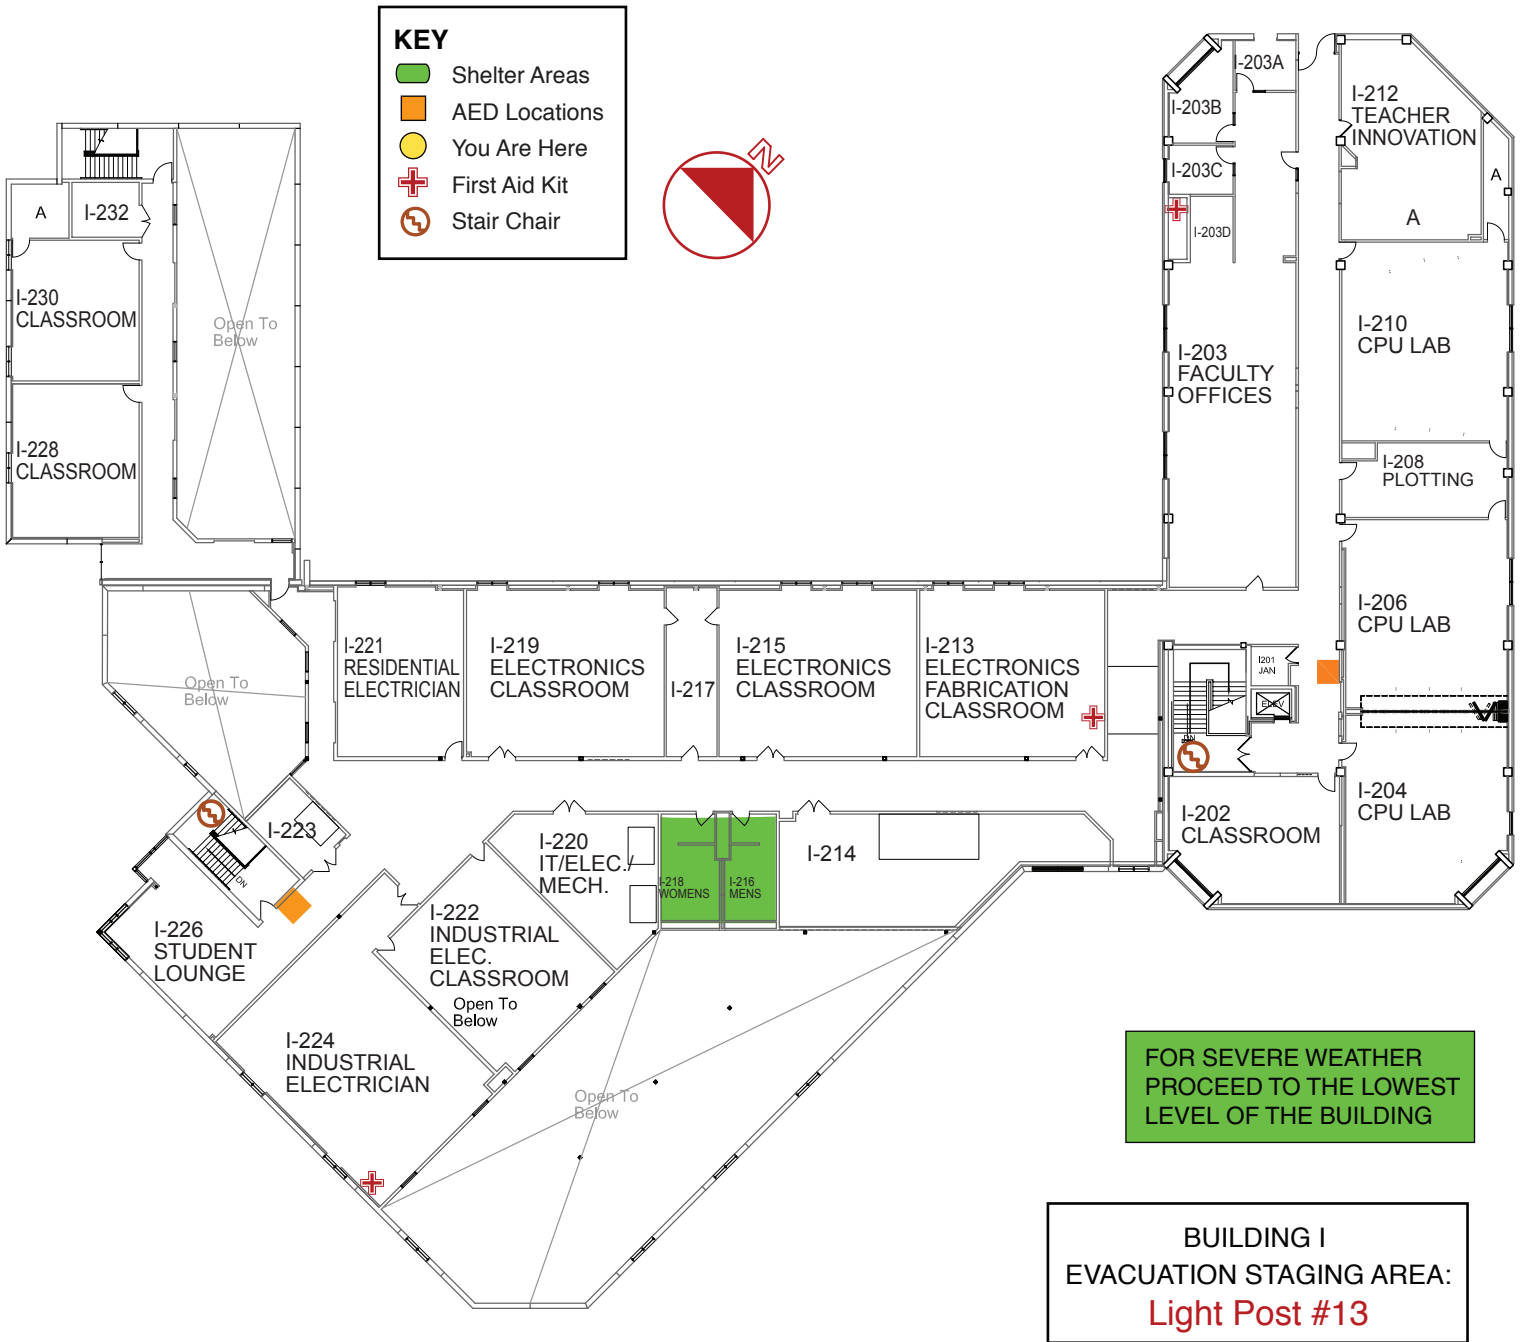 KEY
Shelter Areas
AED Locations
You Are Here
First Aid Kit
Stair Chair
N
I-203A
I-203B
I-203C
I-203D
I-212
TEACHER
INNOVATION
A
A
A
I-232
I-230
CLASSROOM
I-228
CLASSROOM
Open To
Below
I-203
FACULTY
OFFICES
I-210
CPU LAB
I-208
PLOTTING
I-206
CPU LAB
I-204
CPU LAB
I201
JAN
ELEV
DN
I-202
CLASSROOM
I-221
RESIDENTIAL
ELECTRICIAN
I-219
ELECTRONICS
CLASSROOM
I-217
I-215
ELECTRONICS
CLASSROOM
I-213
ELECTRONICS
FABRICATION
CLASSROOM
Open To
Below
I-223
DN
I-220
IT/ELEC./
MECH.
I-218
WOMENS
I-216
MENS
I-214
I-226
STUDENT
LOUNGE
I-222
INDUSTRIAL
ELEC.
CLASSROOM
Open To
Below
I-224
INDUSTRIAL
ELECTRICIAN
Open To
Below
FOR SEVERE WEATHER
PROCEED TO THE LOWEST
LEVEL OF THE BUILDING
BUILDING I
EVACUATION STAGING AREA:
Light Post #13